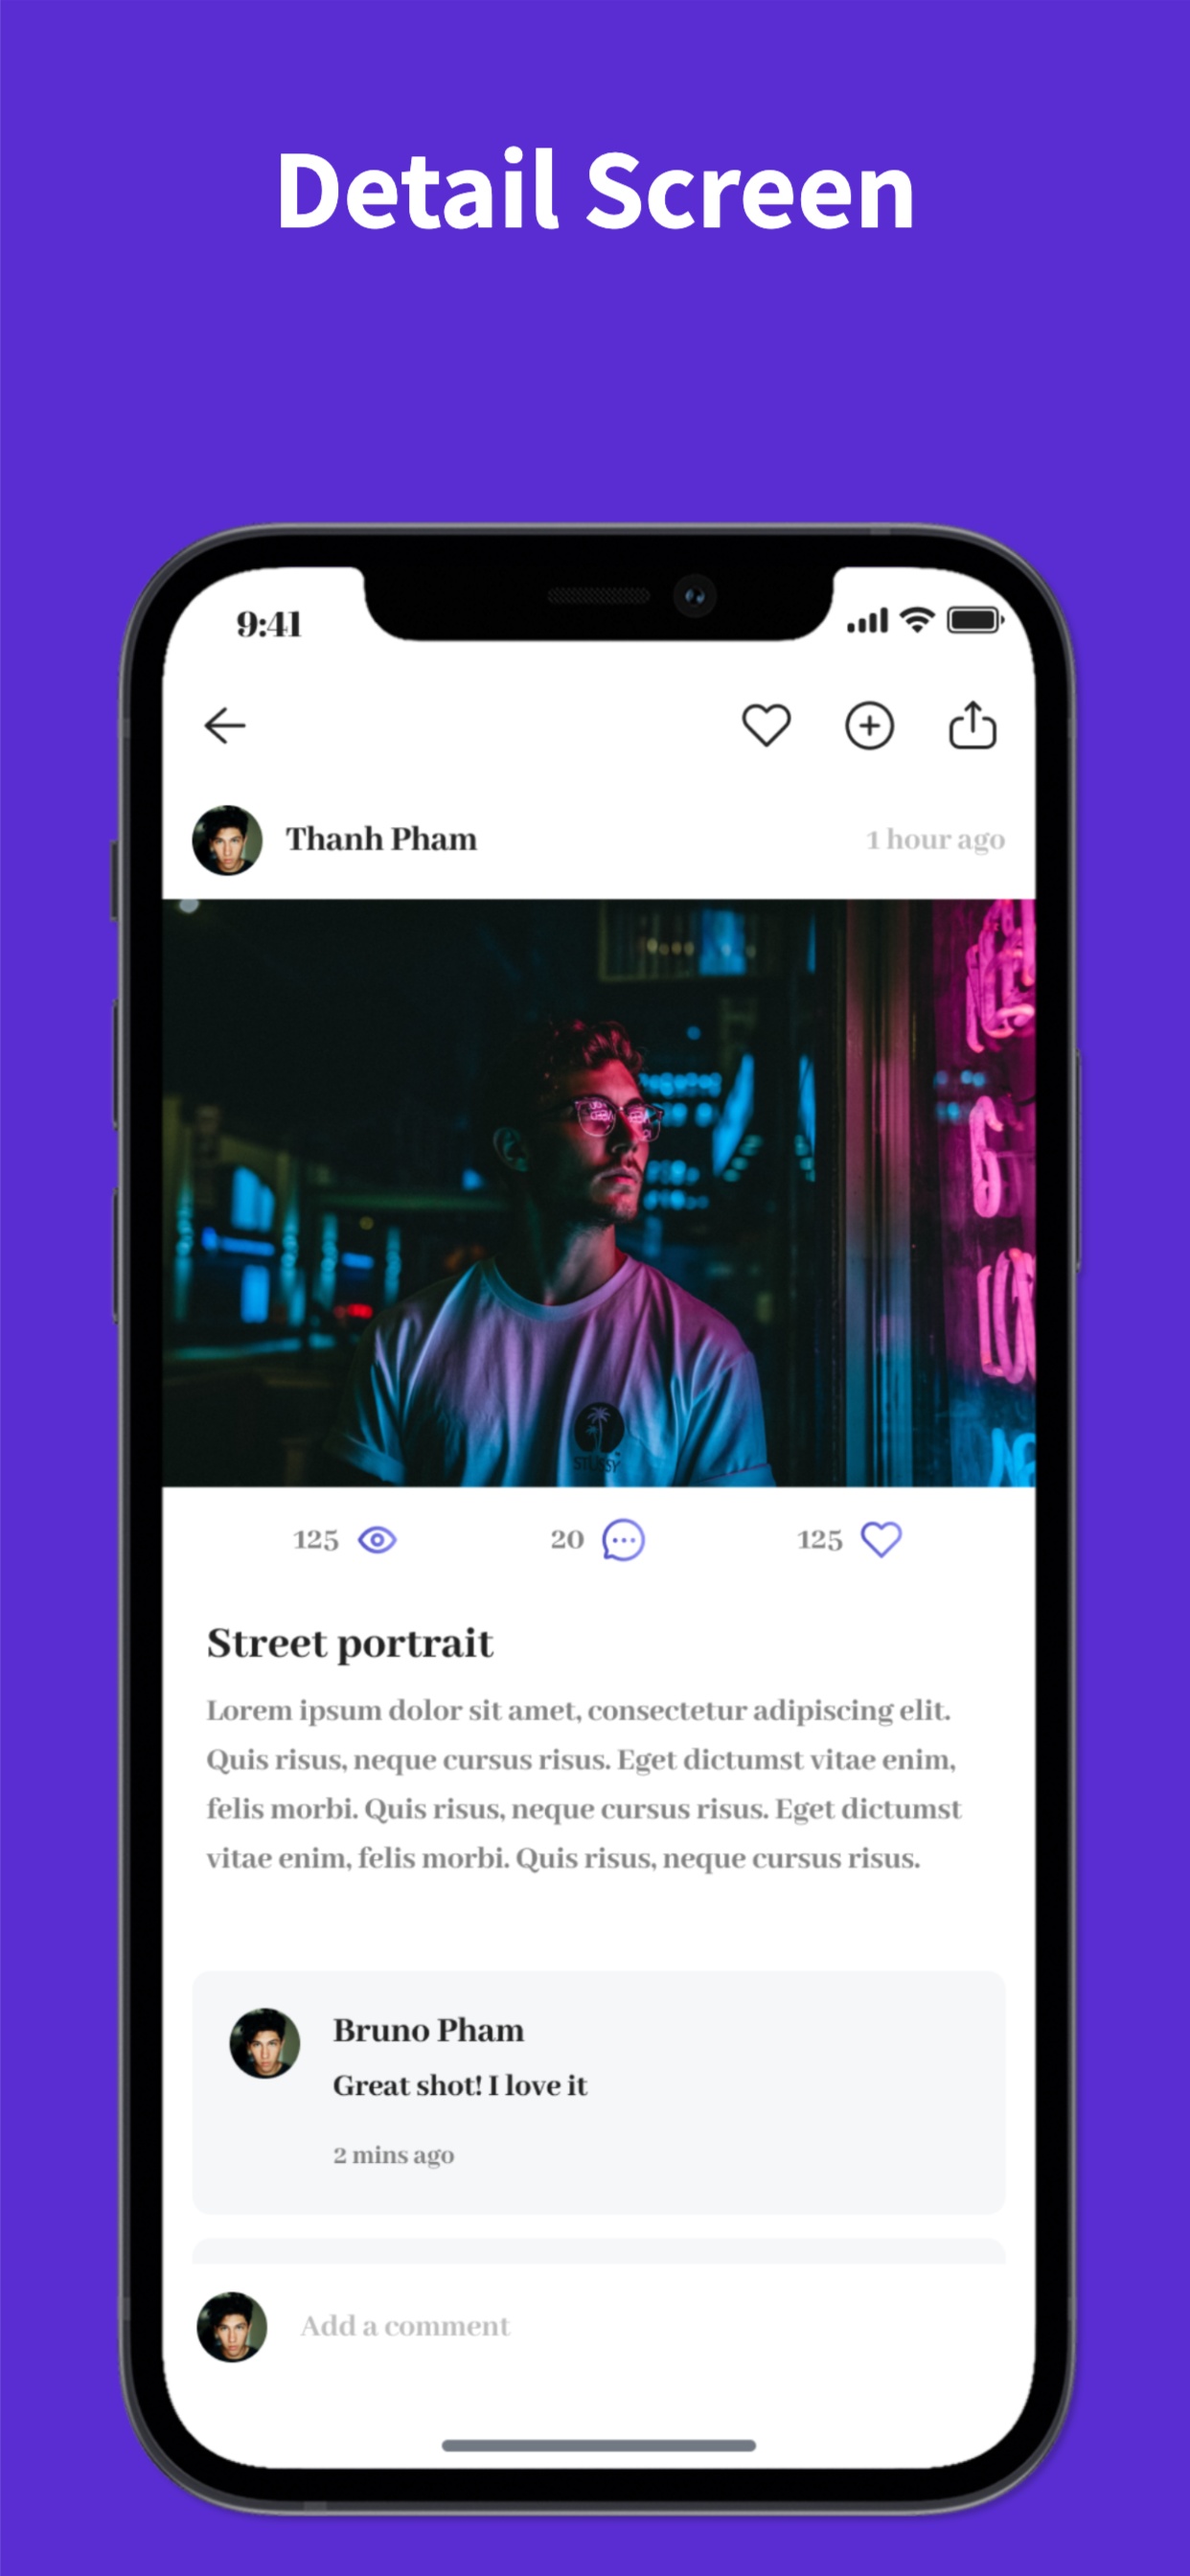 Detail Screen
9:41
Thanh Pham
1 hour ago
6
STUSSY
125
20
125
Street portrait
Lorem ipsum dolor sit amet, consectetur adipiscing elit.
Quis risus, neque cursus risus. Eget dictumst vitae enim,
felis morbi. Quis risus, neque cursus risus. Eget dictumst
vitae enim, felis morbi. Quis risus, neque cursus risus.
Bruno Pham
Great shot! I love it
2 mins ago
Add a comment